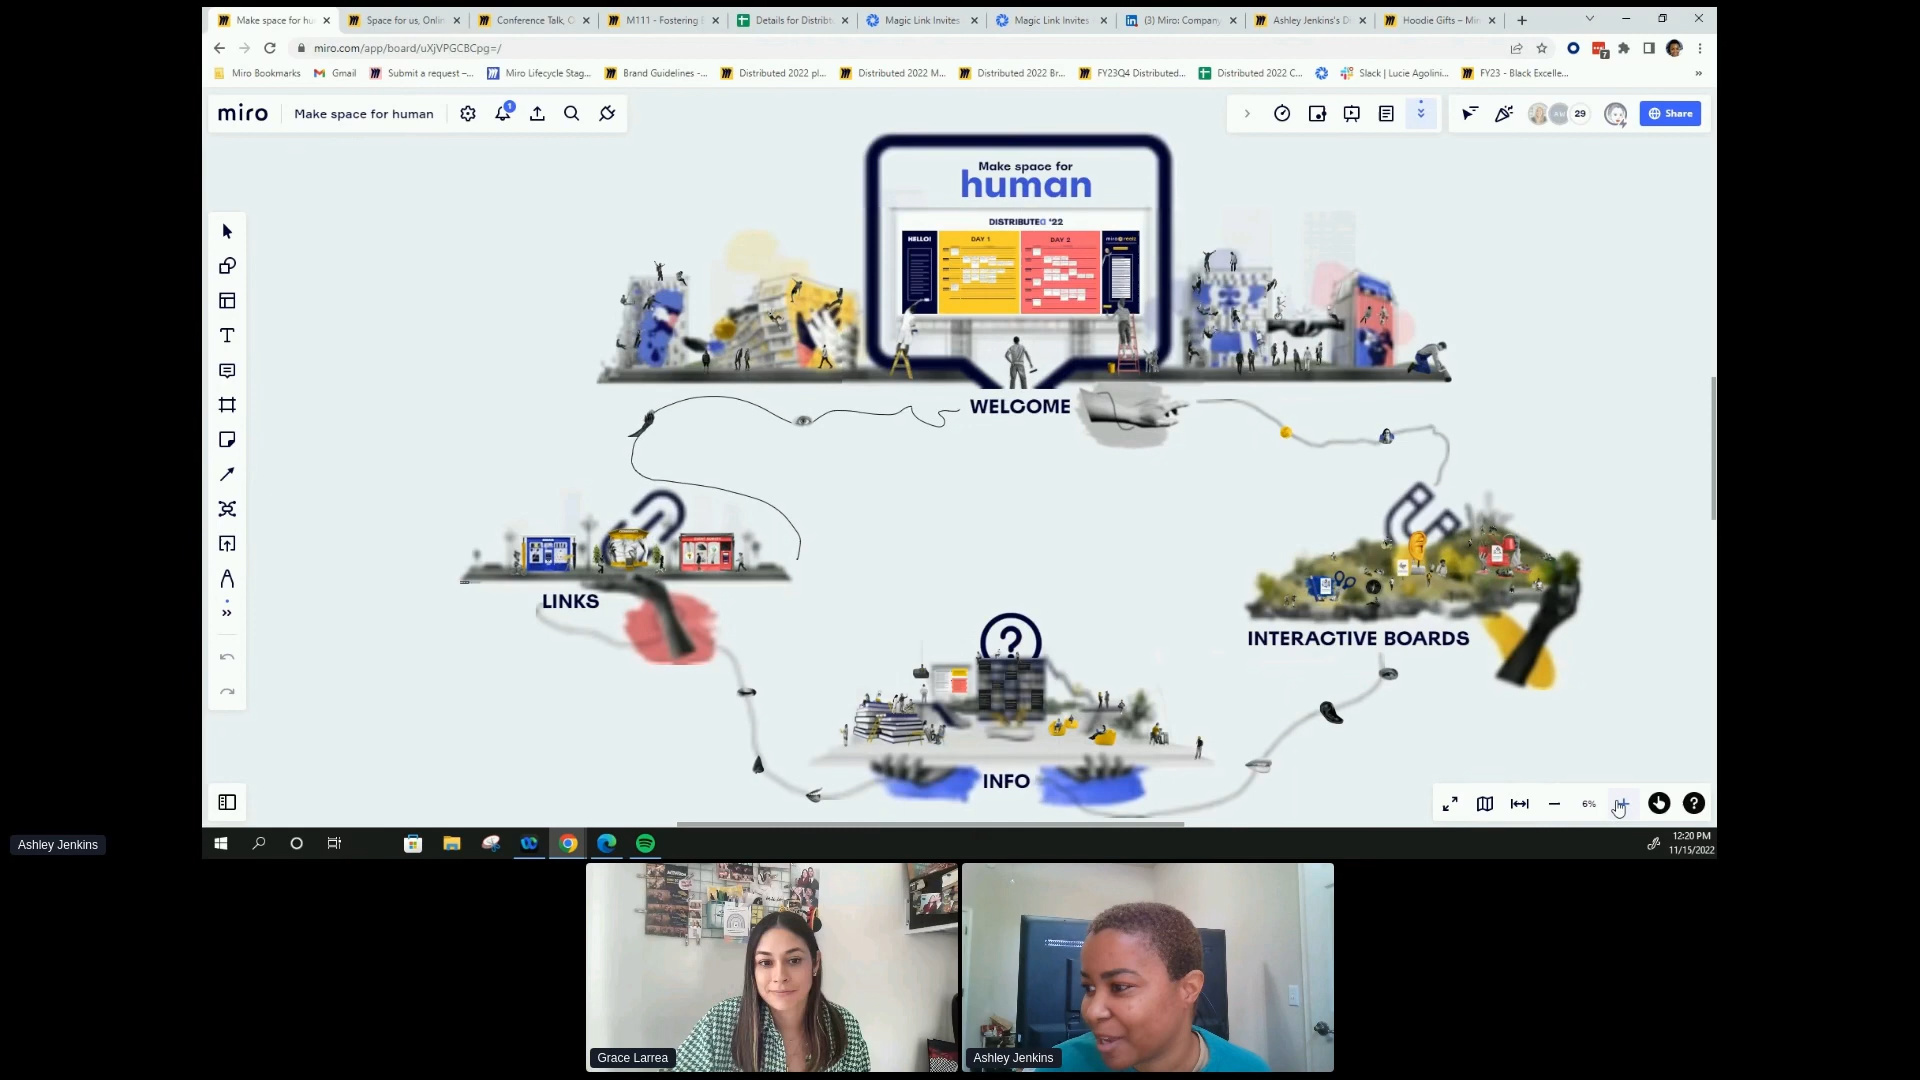 Make space for hu
Space for us, Onlin
Conference Talk, O
M111 - Fostering E
Details for Distribt
Magic Link Invites
Magic Link Invites
(3) Miro: Company
Ashley Jenkins's D
Hoodie Gifts – Mir
miro.com/app/board/uXjVPGCBCpg=/
Miro Bookmarks
Gmail
Submit a request –...
Miro Lifecycle Stag...
Brand Guidelines -...
Distributed 2022 pl...
Distributed 2022 M...
Distributed 2022 Br...
FY23Q4 Distributed...
Distributed 2022 C...
Slack | Lucie Agolini...
FY23 - Black Excelle...
miro
Make space for human
1
29
Share
Make space for
human
DISTRIBUTED '22
HELLO!
DAY 1
DAY 2
WELCOME
LINKS
INTERACTIVE BOARDS
?
INFO
6%
?
12:20 PM
11/15/2022
Ashley Jenkins
Grace Larrea
Ashley Jenkins